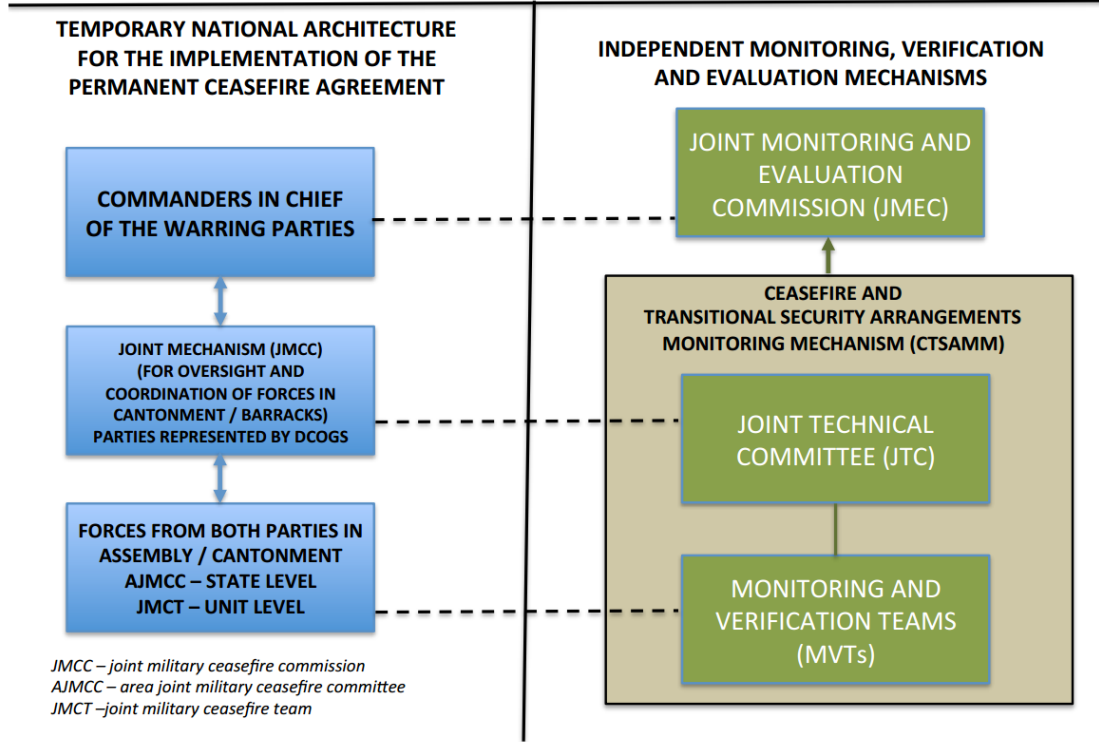 TEMPORARY NATIONAL ARCHITECTURE
FOR THE IMPLEMENTATION OF THE
PERMANENT CEASEFIRE AGREEMENT
COMMANDERS IN CHIEF
OF THE WARRING PARTIES
JOINT MECHANISM (JMCC)
(FOR OVERSIGHT AND
COORDINATION OF FORCES IN
CANTONMENT / BARRACKS)
PARTIES REPRESENTED BY DCOGS
FORCES FROM BOTH PARTIES IN
ASSEMBLY / CANTONMENT
AJMCC – STATE LEVEL
JMCT – UNIT LEVEL
JMCC – joint military ceasefire commission
AJMCC – area joint military ceasefire committee
JMCT –joint military ceasefire team
INDEPENDENT MONITORING, VERIFICATION
AND EVALUATION MECHANISMS
JOINT MONITORING AND
EVALUATION
COMMISSION (JMEC)
CEASEFIRE AND
TRANSITIONAL SECURITY ARRANGEMENTS
MONITORING MECHANISM (CTSAMM)
JOINT TECHNICAL
COMMITTEE (JTC)
MONITORING AND
VERIFICATION TEAMS
(MVTs)